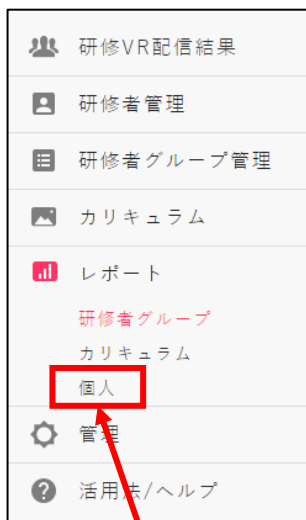 研修VR配信結果
研修者管理
研修者グループ管理
カリキュラム
レポート
研修者グループ
カリキュラム
個人
管理
活用法/ヘルプ